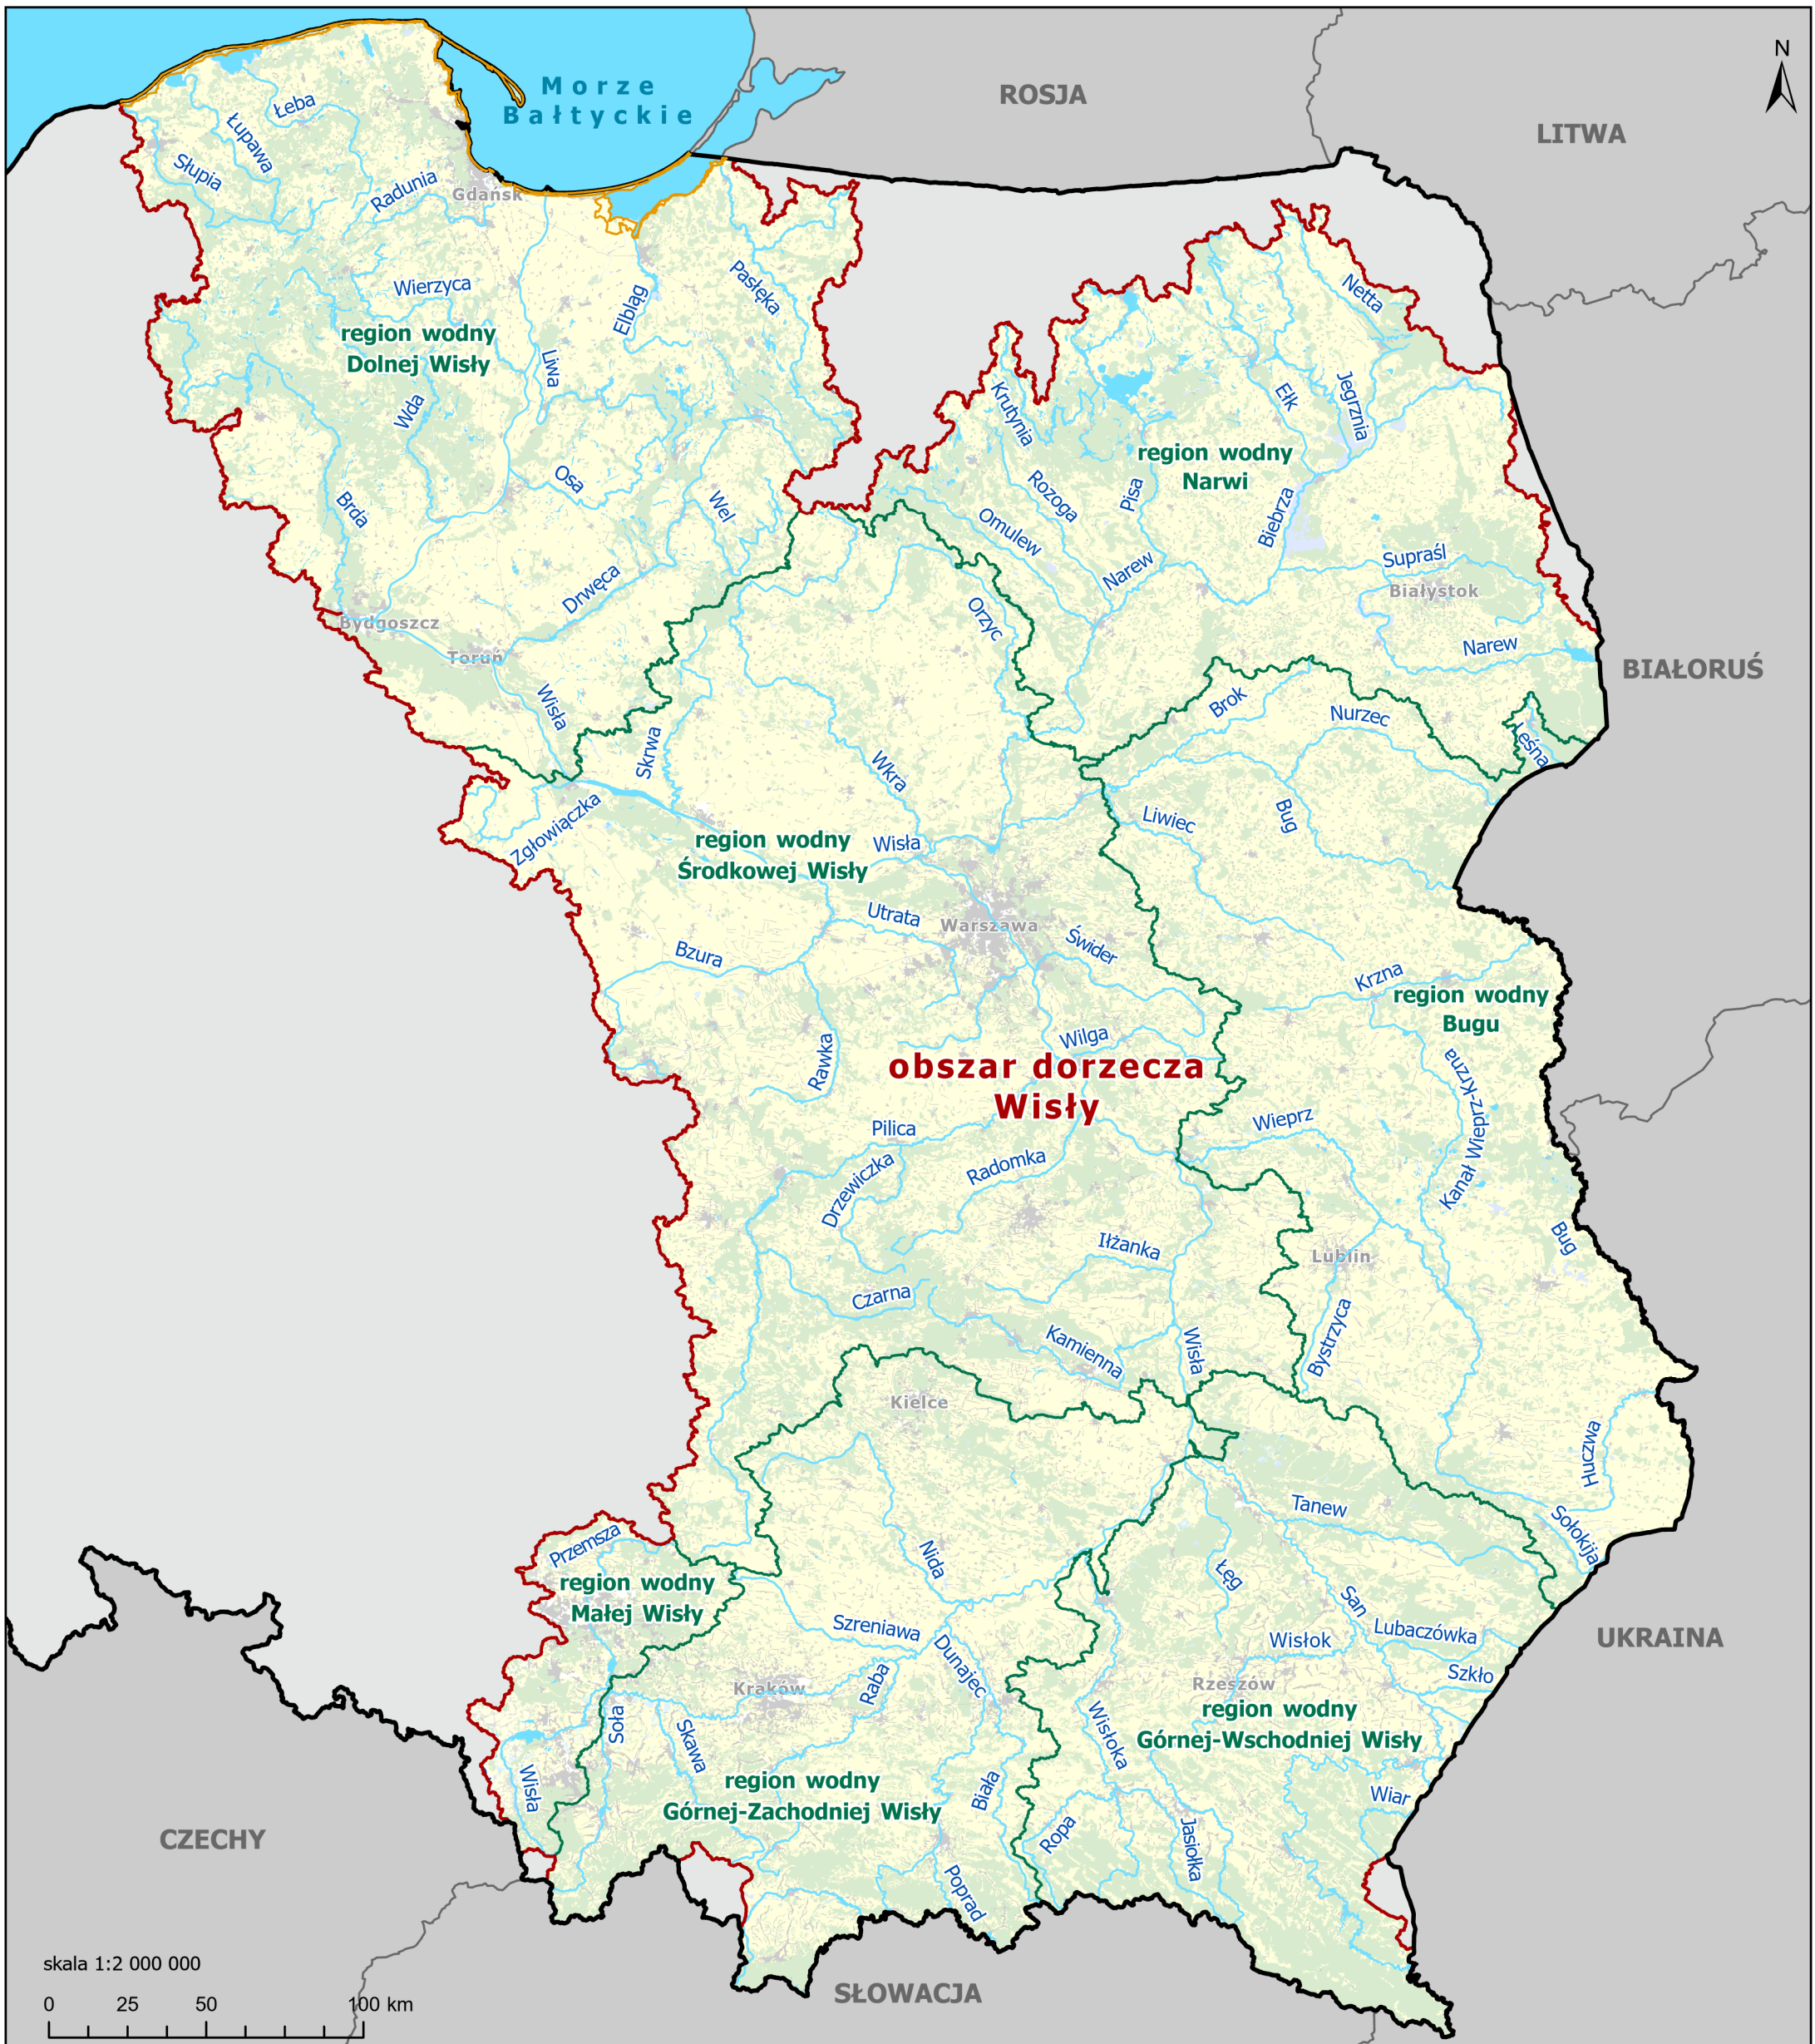 N
Morze
Bałtyckie
ROSJA
LITWA
Łeba
Łupawa
Słupia
Radunia
Gdańsk
Pasłęka
Wierzyca
Elbląg
Netta
region wodny
Dolnej Wisły
Liwa
Wda
Krutynia
Ełk
Jegrznia
region wodny
Narwi
Osa
Wel
Brda
Rozoga
Pisa
Omulew
Biebrza
Narew
Supraśl
Białystok
Drwęca
Orzyc
Bydgoszcz
Toruń
Narew
BIAŁORUŚ
Wisła
Brok
Nurzec
Leśna
Skrwa
Wkra
Zgłowiączka
Liwiec
Bug
region wodny
Środkowej Wisły
Wisła
Utrata
Warszawa
Świder
Bzura
Krzna
region wodny
Bugu
Rawka
Wilga
Kanał Wieprz-Krzna
obszar dorzecza
Wisły
Pilica
Wieprz
Drzewiczka
Radomka
Bug
Iłżanka
Lublin
Czarna
Kamienna
Wisła
Bystrzyca
Kielce
Huczwa
Tanew
Sołokija
Przemsza
Nida
Łęg
region wodny
Małej Wisły
San
Szreniawa
Lubaczówka
Wisłok
UKRAINA
Dunajec
Szkło
Kraków
Raba
Rzeszów
Soła
Skawa
Wisłoka
region wodny
Górnej-Wschodniej Wisły
Wisła
region wodny
Górnej-Zachodniej Wisły
Biała
Wiar
Ropa
Jasiołka
CZECHY
Poprad
SŁOWACJA
skala 1:2 000 000
0 25 50 100 km